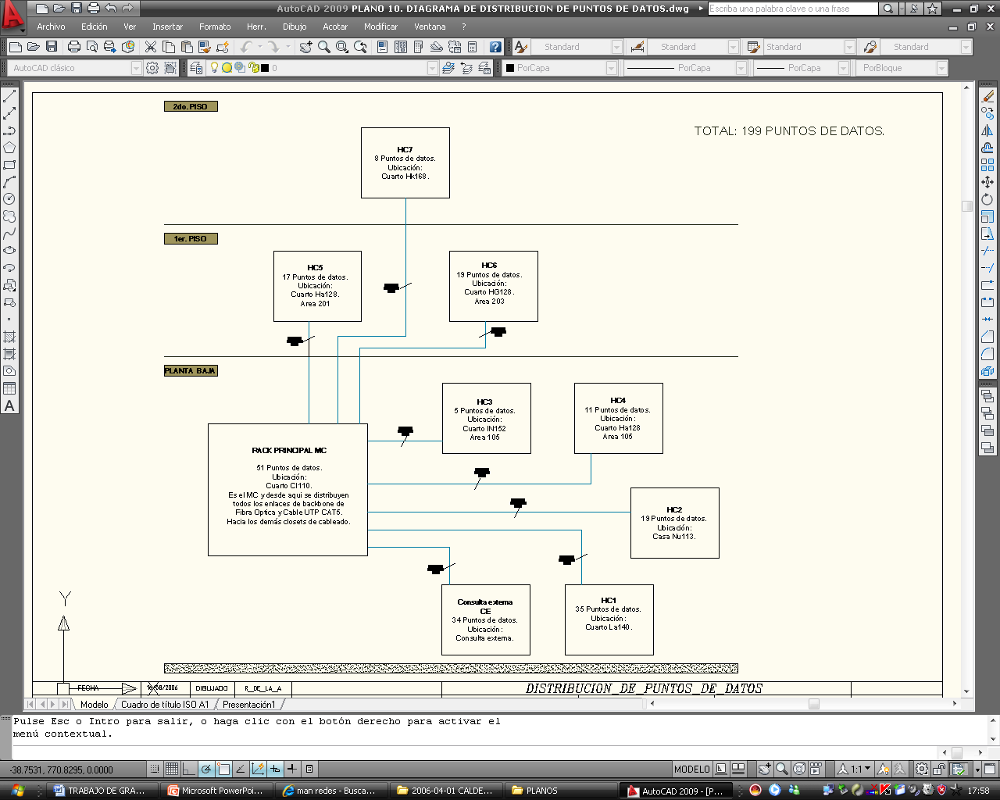 AutoCAD 2009 PLANO 10. DIAGRAMA DE DISTRIBUCION DE PUNTOS DE DATOS.dwg
Escriba una palabra clave o una frase
Archivo Edición Ver Insertar Formato Herr. Dibujo Acotar Modificar Ventana ?
Standard Standard Standard Standard
AutoCAD clásico 0 PorCapa PorCapa PorCapa PorBloque
2do. PISO
TOTAL: 199 PUNTOS DE DATOS.
HC7
8 Puntos de datos.
Ubicación:
Cuarto Hk168.
1er. PISO
HC5
17 Puntos de datos.
Ubicación:
Cuarto Ha128.
Area 201
HC6
19 Puntos de datos.
Ubicación:
Cuarto HG128.
Area 203
PLANTA BAJA
HC3
5 Puntos de datos.
Ubicación:
Cuarto IN152
Area 105
HC4
11 Puntos de datos.
Ubicación:
Cuarto Ha128
Area 105
RACK PRINCIPAL MC
51 Puntos de datos.
Ubicación:
Cuarto CI110.
Es el MC y desde aqui se distribuyen
todos los enlaces de backbone de
Fibra Optica y Cable UTP CAT5.
Hacia los demás closets de cableado.
HC2
19 Puntos de datos.
Ubicación:
Casa Nu113.
Consulta externa
CE
34 Puntos de datos.
Ubicación:
Consulta externa.
HC1
35 Puntos de datos.
Ubicación:
Cuarto La140.
Y
FECHA /08/2006 DIBUJADO R_DE_LA_A DISTRIBUCION_DE_PUNTOS_DE_DATOS
Modelo Cuadro de título ISO A1 Presentación1
Pulse Esc o Intro para salir, o haga clic con el botón derecho para activar el
menú contextual.
-38.7531, 770.8295, 0.0000 MODELO 1:1
TRABAJO DE GRA... Microsoft PowerPoi... man redes - Busca... 2006-04-01 CALDE... PLANOS AutoCAD 2009 - [P... 17:58